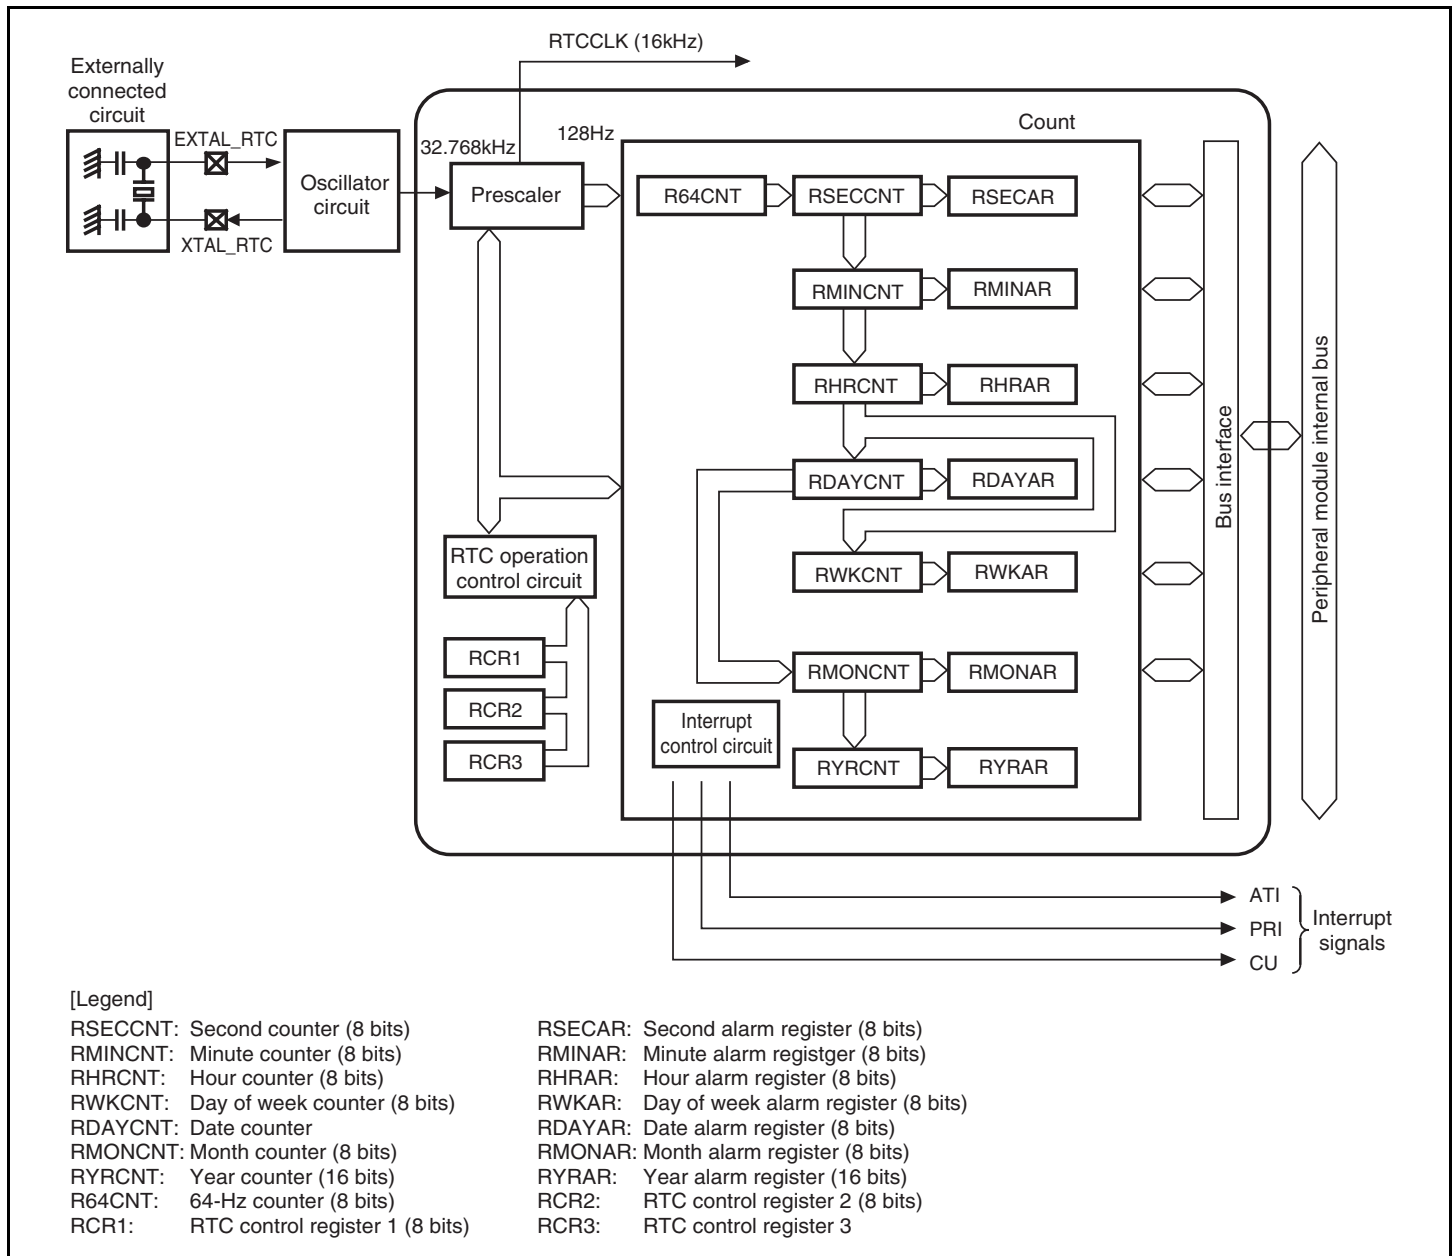 RTCCLK (16kHz)
Externally
connected
circuit
EXTAL_RTC
XTAL_RTC
Oscillator
circuit
32.768kHz
128Hz
Prescaler
Count
R64CNT
RSECCNT
RSECAR
RMINCNT
RMINAR
RHRCNT
RHRAR
RDAYCNT
RDAYAR
RWKCNT
RWKAR
RMONCNT
RMONAR
RYRCNT
RYRAR
RTC operation
control circuit
RCR1
RCR2
RCR3
Interrupt
control circuit
Bus interface
Peripheral module internal bus
ATI
PRI
CU
Interrupt
signals
[Legend]
RSECCNT: Second counter (8 bits)
RMINCNT: Minute counter (8 bits)
RHRCNT: Hour counter (8 bits)
RWKCNT: Day of week counter (8 bits)
RDAYCNT: Date counter
RMONCNT: Month counter (8 bits)
RYRCNT: Year counter (16 bits)
R64CNT: 64-Hz counter (8 bits)
RCR1: RTC control register 1 (8 bits)
RSECAR: Second alarm register (8 bits)
RMINAR: Minute alarm registger (8 bits)
RHRAR: Hour alarm register (8 bits)
RWKAR: Day of week alarm register (8 bits)
RDAYAR: Date alarm register (8 bits)
RMONAR: Month alarm register (8 bits)
RYRAR: Year alarm register (16 bits)
RCR2: RTC control register 2 (8 bits)
RCR3: RTC control register 3